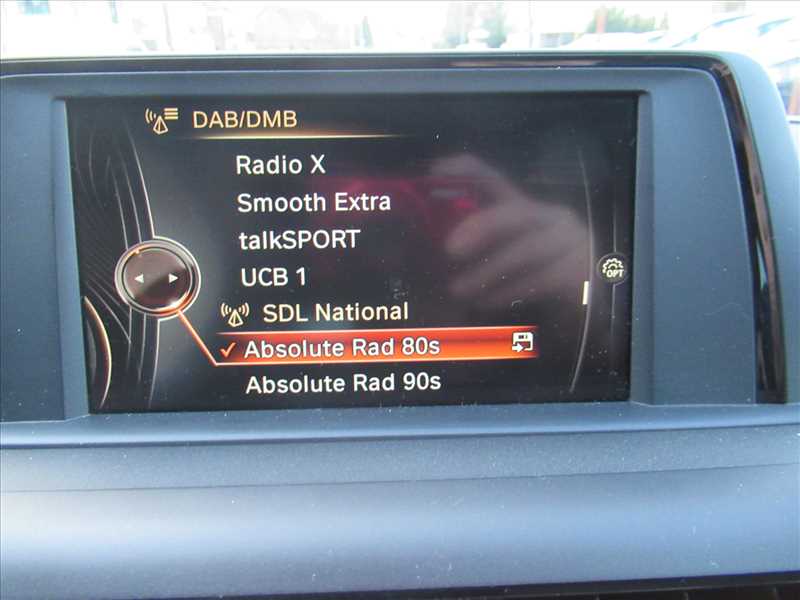 DAB/DMB
Radio X
Smooth Extra
talkSPORT
UCB 1
OPT
SDL National
Absolute Rad 80s
Absolute Rad 90s